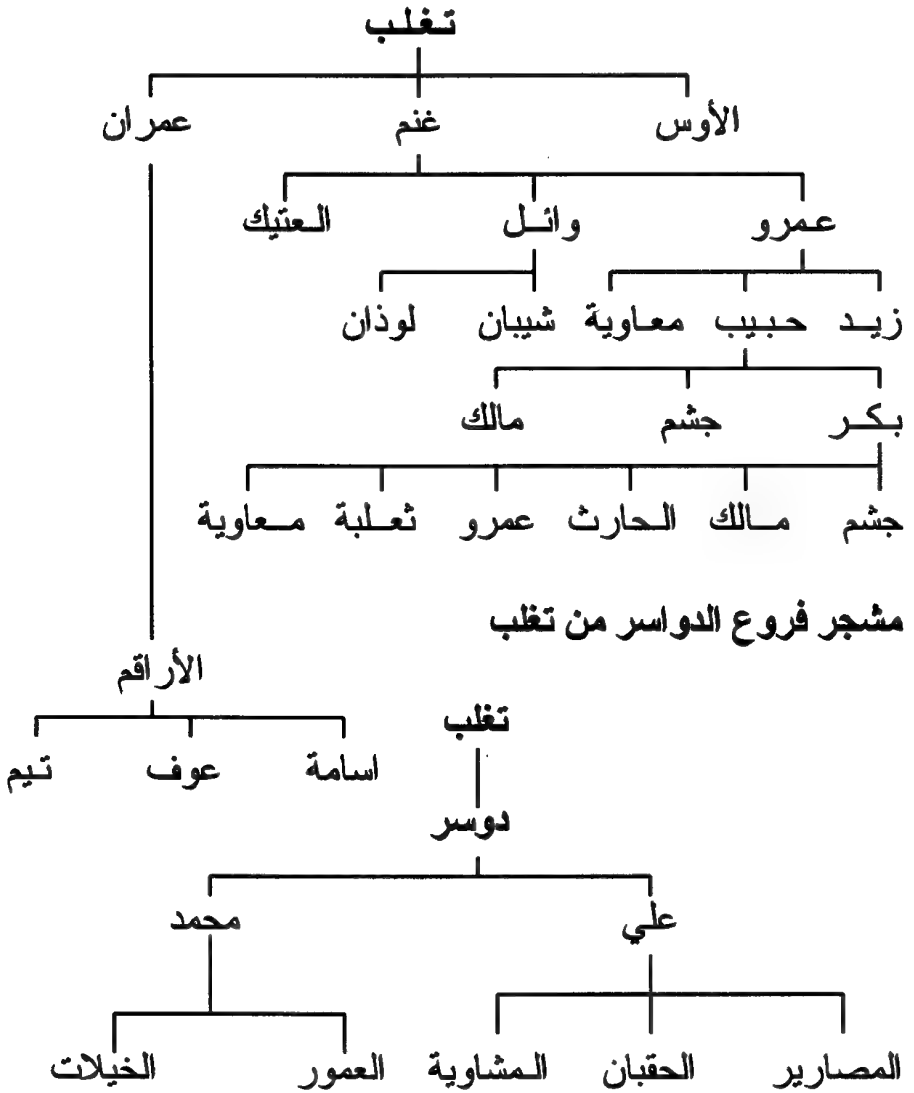 تغلب
الأوس غنم عمران
عمرو وائل العتيك
زيد حبيب معاوية شيبان لوذان
بكر جشم مالك
جشم مالك الحارث عمرو ثعلبة معاوية
مشجر فروع الدواسر من تغلب
الأراقم
تغلب
اسامة عوف تيم
دوسر
علي محمد
المصارير الحقبان المشاوية العمور الخيلات